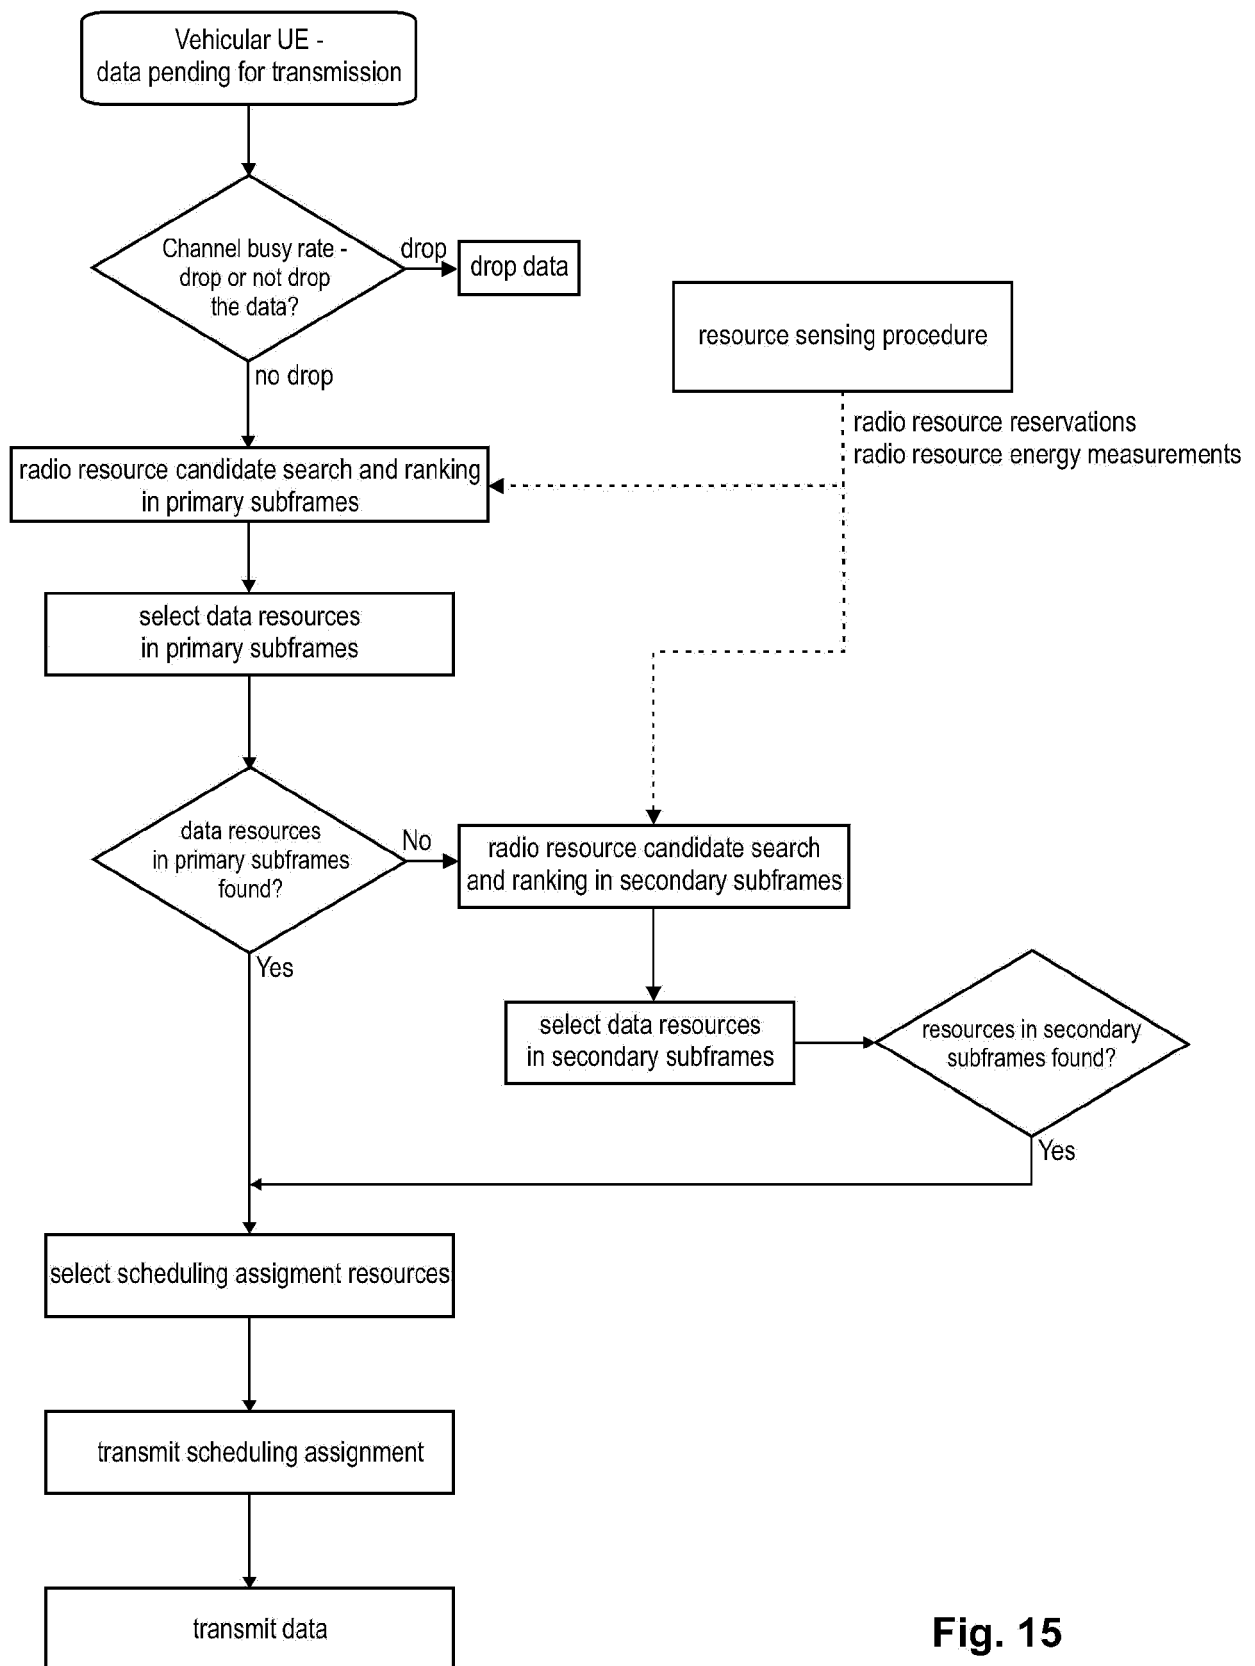 Vehicular UE -
data pending for transmission
Channel busy rate -
drop or not drop
the data?
drop
drop data
no drop
resource sensing procedure
radio resource reservations
radio resource energy measurements
radio resource candidate search and ranking
in primary subframes
select data resources
in primary subframes
data resources
in primary subframes
found?
No
radio resource candidate search
and ranking in secondary subframes
Yes
select data resources
in secondary subframes
resources in secondary
subframes found?
Yes
select scheduling assigment resources
transmit scheduling assignment
transmit data
Fig. 15